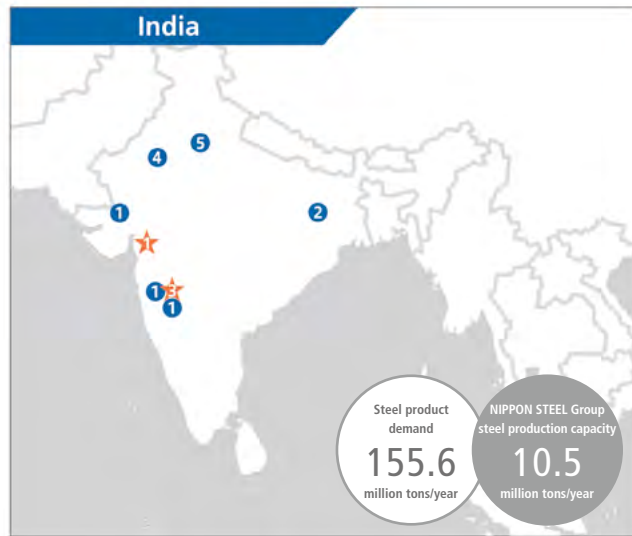 India
5
4
1
2
1
1 3
1
Steel product
demand
155.6
million tons/year
NIPPON STEEL Group
steel production capacity
10.5
million tons/year